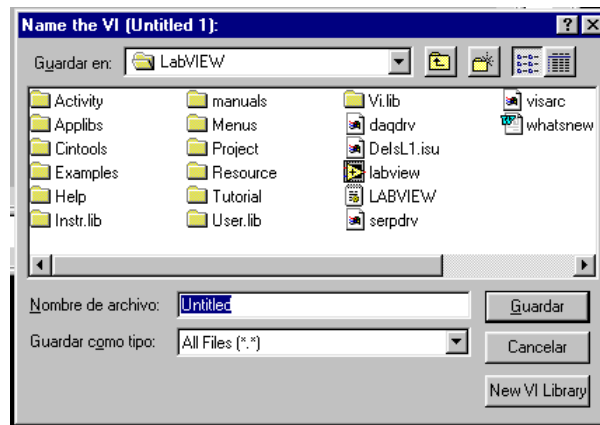 Name the VI (Untitled 1):
Guardar en: LabVIEW
Activity manuals Vi.lib visarc
Applibs Menus daqdrv whatsnew
Cintools Project DelsL1.isu
Examples Resource labview
Help Tutorial LABVIEW
Instr.lib User.lib serpdrv
Nombre de archivo: Untitled Guardar
Guardar como tipo: All Files (*.*) Cancelar
New VI Library